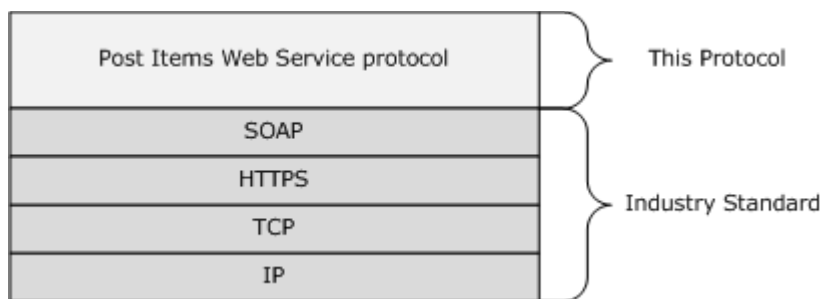 Post Items Web Service protocol
This Protocol
SOAP
HTTPS
TCP
IP
Industry Standard